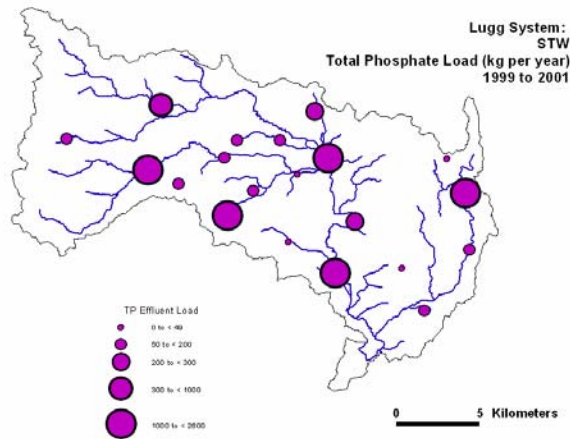 Lugg System:
STW
Total Phosphate Load (kg per year)
1999 to 2001
TP Effluent Load
0 to < 49
50 to < 200
200 to < 300
300 to < 1000
1000 to < 2600
0 5 Kilometers